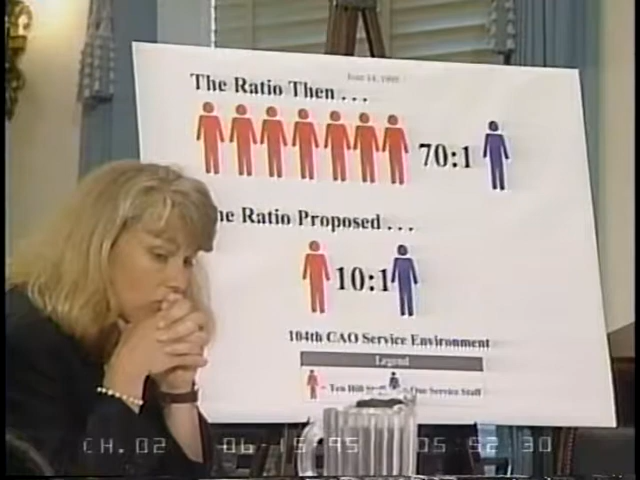 June 14, 1995
The Ratio Then . . .
70:1
he Ratio Proposed . . .
10:1
104th CAO Service Environment
Legend
= Ten Hill Staff = One Service Staff
CH. 02 06-15-95 05:52 30